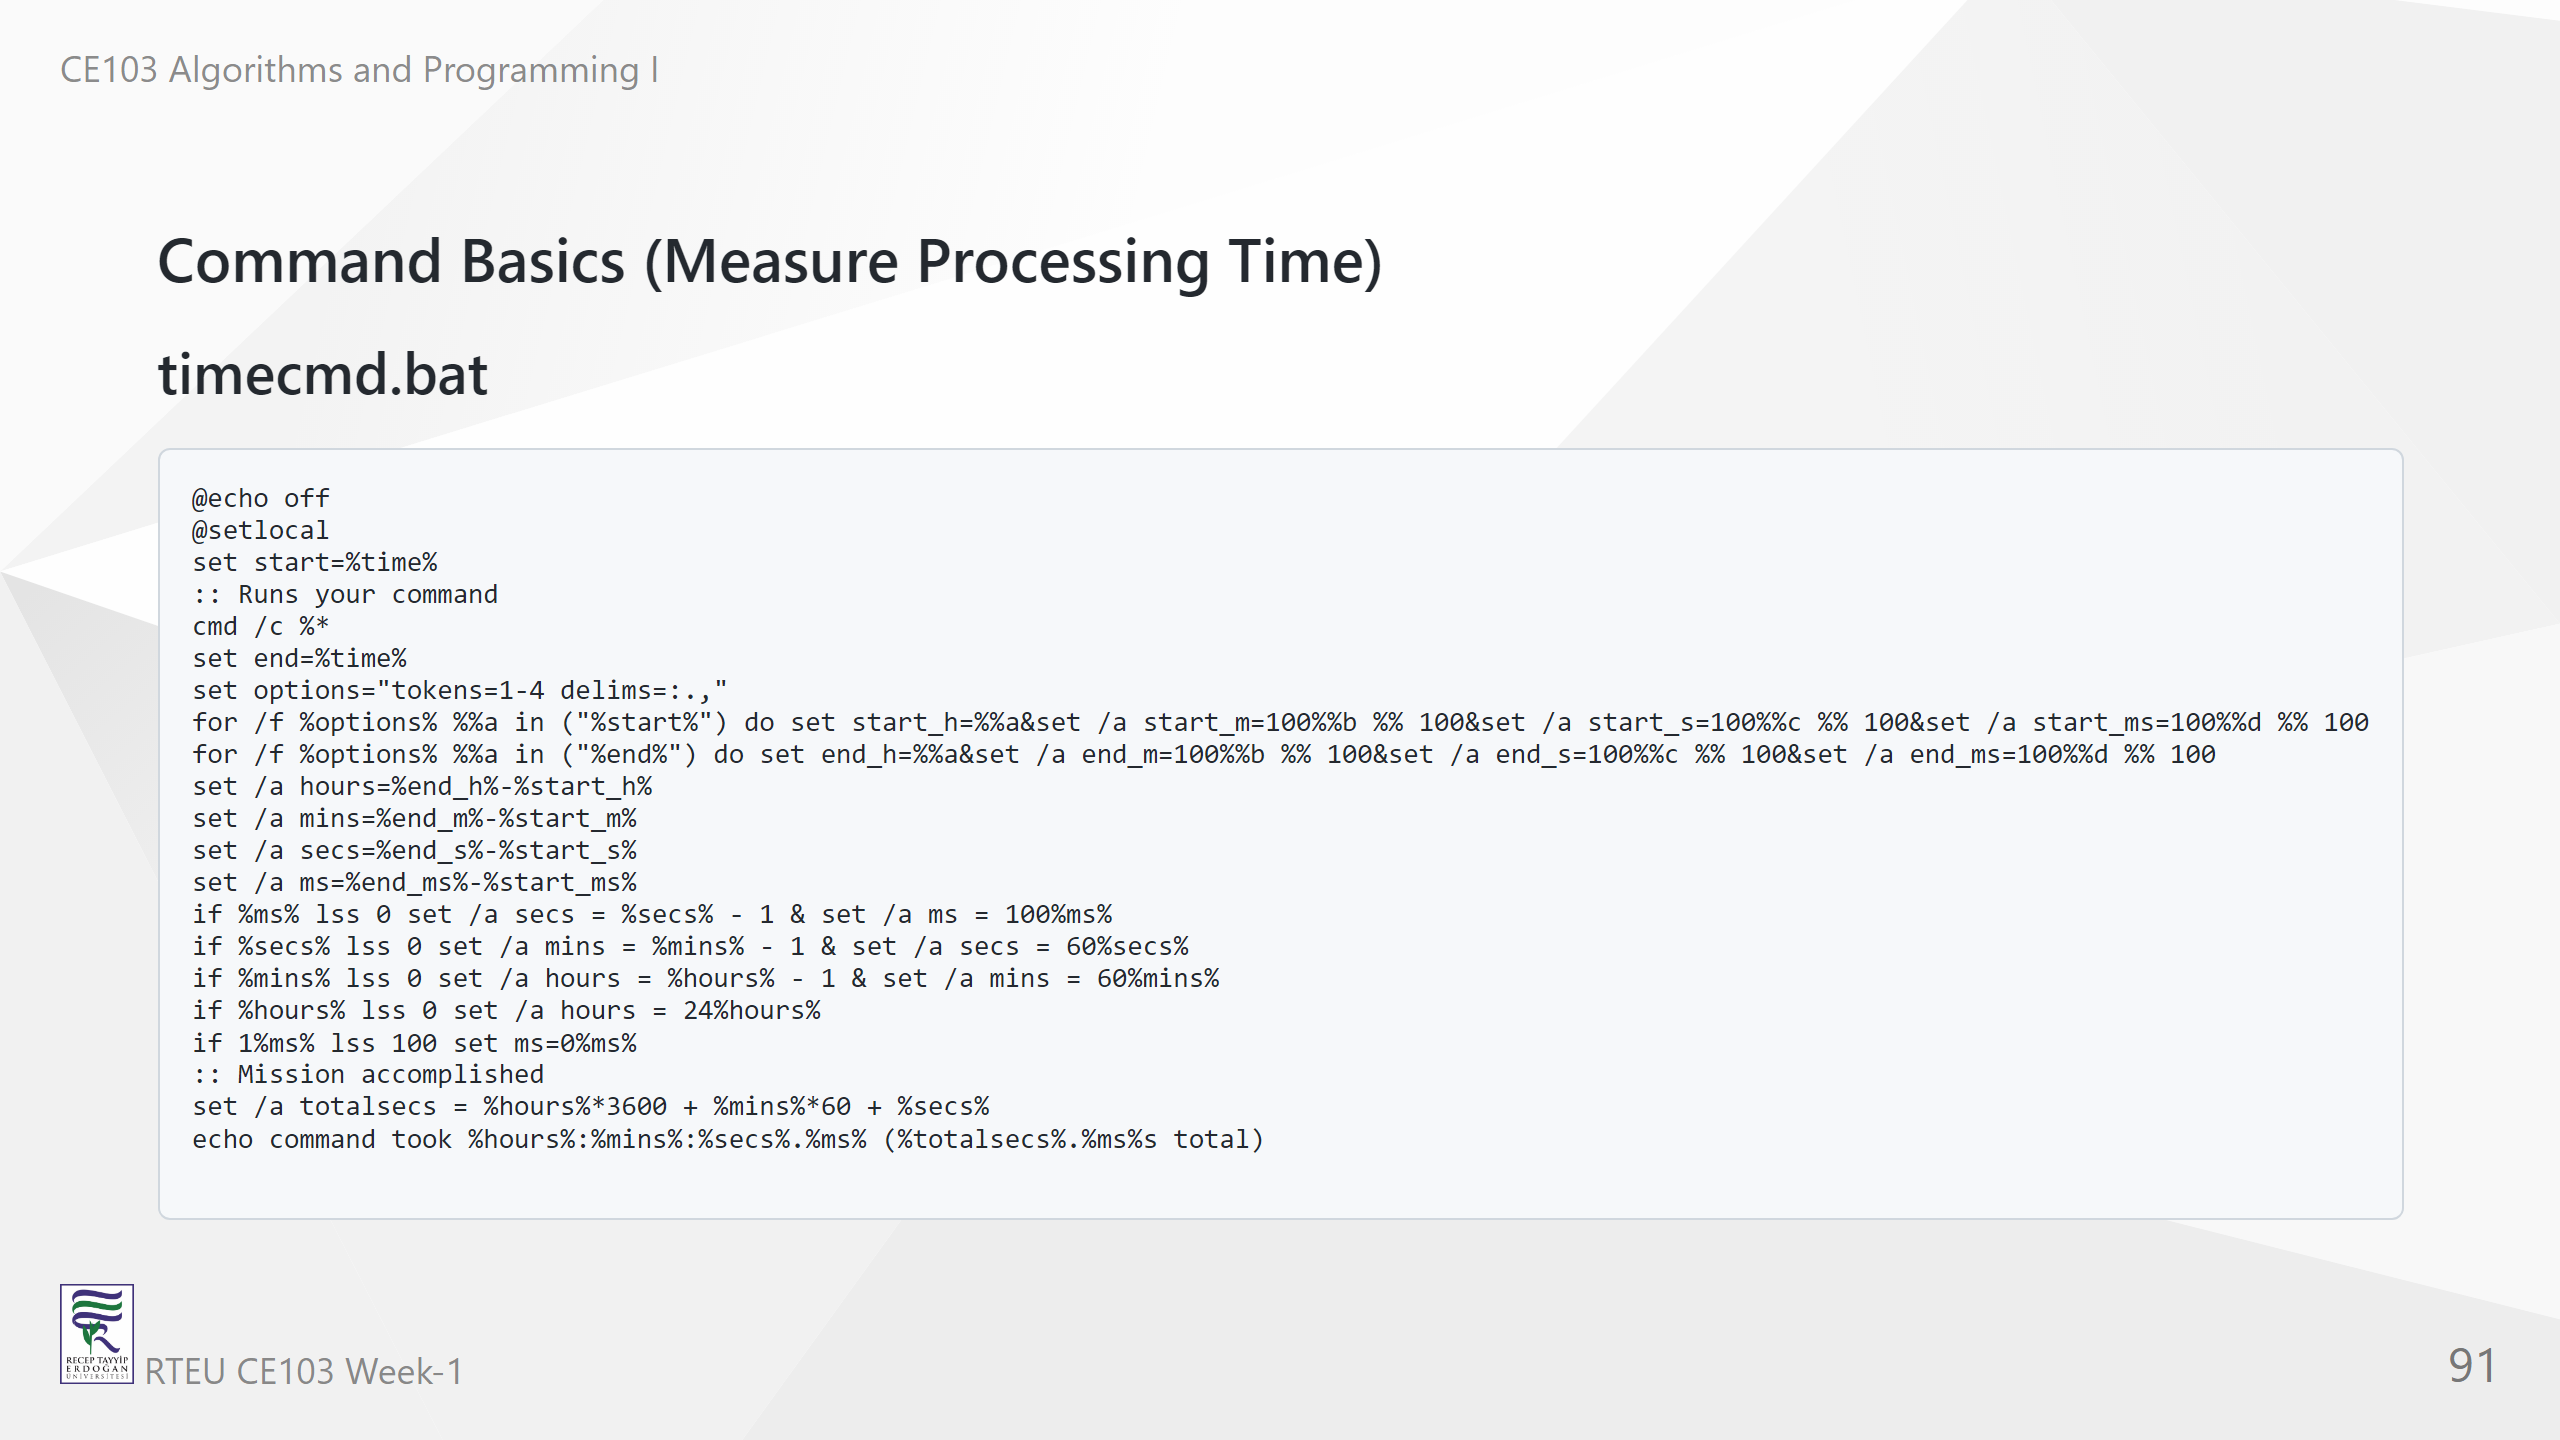 CE103 Algorithms and Programming I
Command Basics (Measure Processing Time)
timecmd.bat
@echo off
@setlocal
set start=%time%
:: Runs your command
cmd /c %*
set end=%time%
set options="tokens=1-4 delims=:.,"
for /f %options% %%a in ("%start%") do set start_h=%%a&set /a start_m=100%%b %% 100&set /a start_s=100%%c %% 100&set /a start_ms=100%%d %% 100
for /f %options% %%a in ("%end%") do set end_h=%%a&set /a end_m=100%%b %% 100&set /a end_s=100%%c %% 100&set /a end_ms=100%%d %% 100
set /a hours=%end_h%-%start_h%
set /a mins=%end_m%-%start_m%
set /a secs=%end_s%-%start_s%
set /a ms=%end_ms%-%start_ms%
if %ms% lss 0 set /a secs = %secs% - 1 & set /a ms = 100%ms%
if %secs% lss 0 set /a mins = %mins% - 1 & set /a secs = 60%secs%
if %mins% lss 0 set /a hours = %hours% - 1 & set /a mins = 60%mins%
if %hours% lss 0 set /a hours = 24%hours%
if 1%ms% lss 100 set ms=0%ms%
:: Mission accomplished
set /a totalsecs = %hours%*3600 + %mins%*60 + %secs%
echo command took %hours%:%mins%:%secs%.%ms% (%totalsecs%.%ms%s total)
RECEP TAYYİP
ERDOĞAN
ÜNİVERSİTESİ
RTEU CE103 Week-1
91